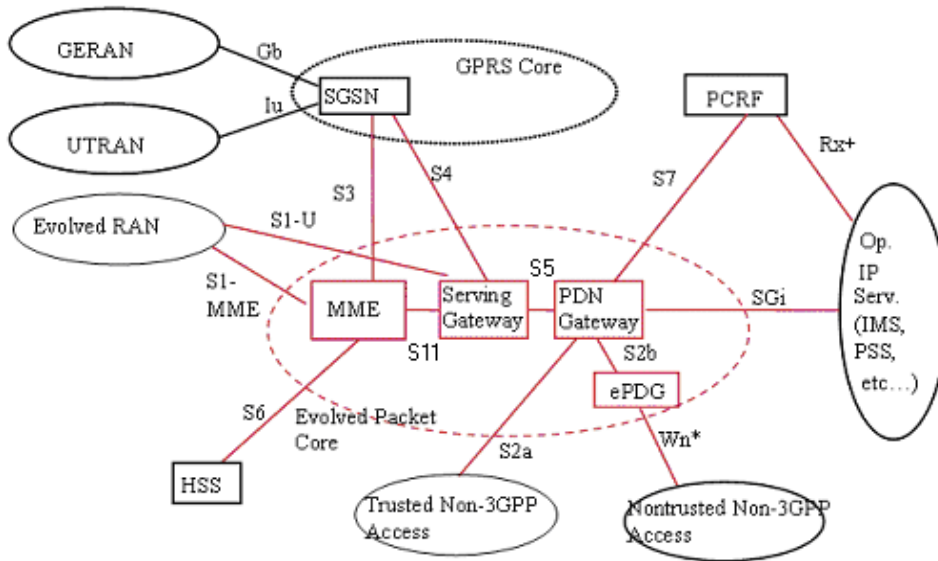 GERAN
Gb
GPRS Core
SGSN
PCRF
Iu
UTRAN
Rx+
S3
S4
S7
Evolved RAN
S1-U
Op.
IP
Serv.
(IMS,
PSS,
etc...)
S1-
MME
MME
Serving
Gateway
S5
PDN
Gateway
SGi
S11
S2b
ePDG
S6
Evolved Packet
Core
S2a
Wn*
HSS
Trusted Non-3GPP
Access
Nontrusted Non-3GPP
Access